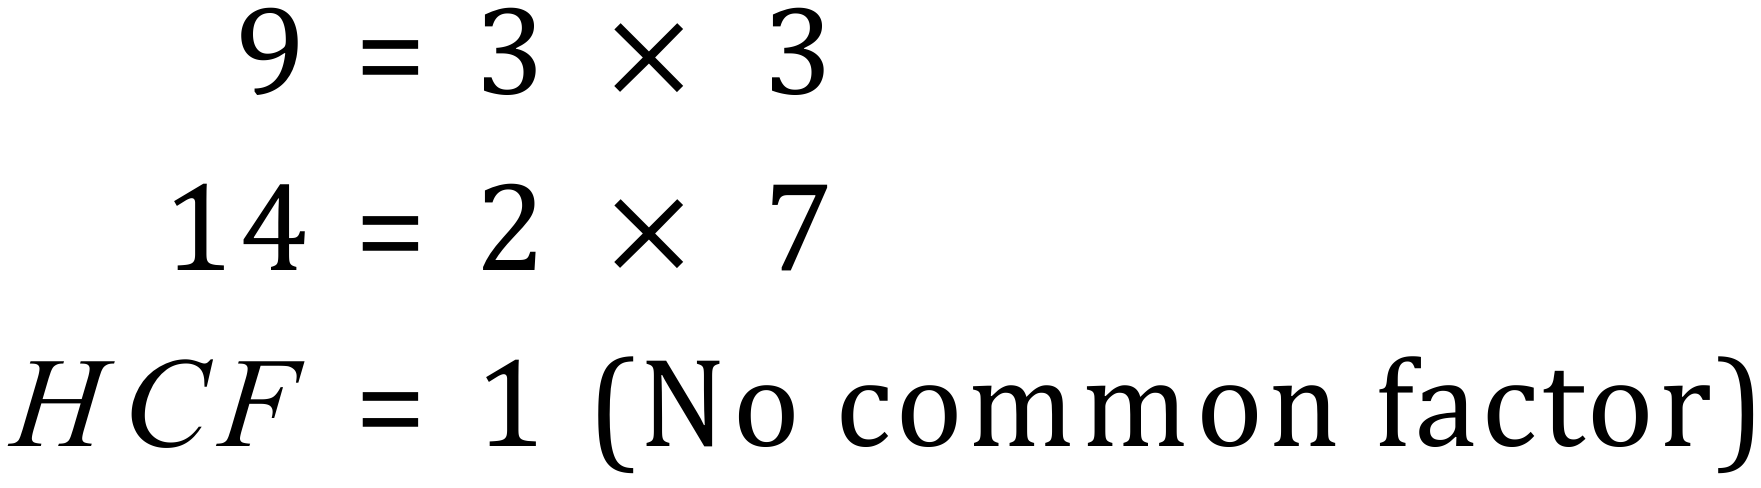 9 = 3 × 3
14 = 2 × 7
HCF = 1 (No common factor)